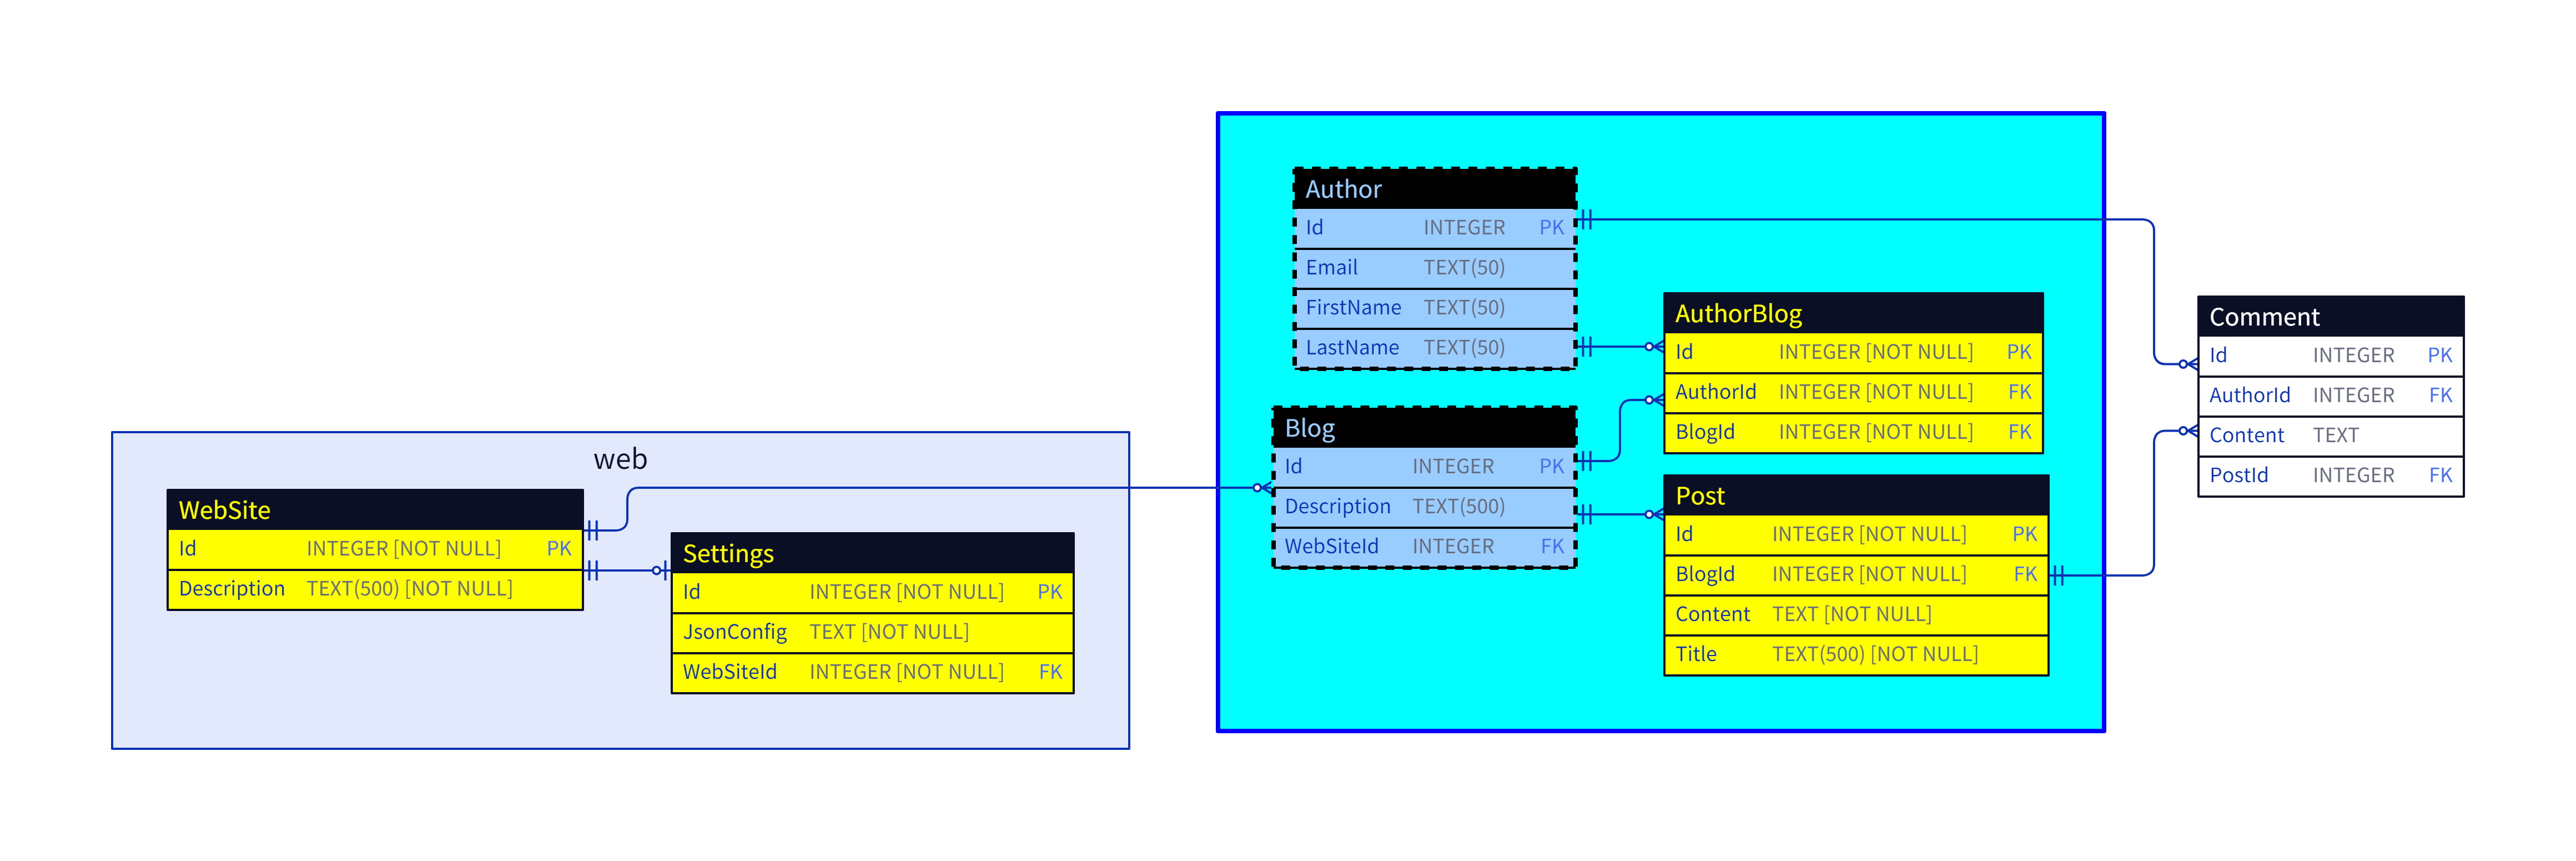 web
WebSite
Id INTEGER [NOT NULL] PK
Description TEXT(500) [NOT NULL]
Settings
Id INTEGER [NOT NULL] PK
JsonConfig TEXT [NOT NULL]
WebSiteId INTEGER [NOT NULL] FK
Author
Id INTEGER PK
Email TEXT(50)
FirstName TEXT(50)
LastName TEXT(50)
Blog
Id INTEGER PK
Description TEXT(500)
WebSiteId INTEGER FK
AuthorBlog
Id INTEGER [NOT NULL] PK
AuthorId INTEGER [NOT NULL] FK
BlogId INTEGER [NOT NULL] FK
Post
Id INTEGER [NOT NULL] PK
BlogId INTEGER [NOT NULL] FK
Content TEXT [NOT NULL]
Title TEXT(500) [NOT NULL]
Comment
Id INTEGER PK
AuthorId INTEGER FK
Content TEXT
PostId INTEGER FK